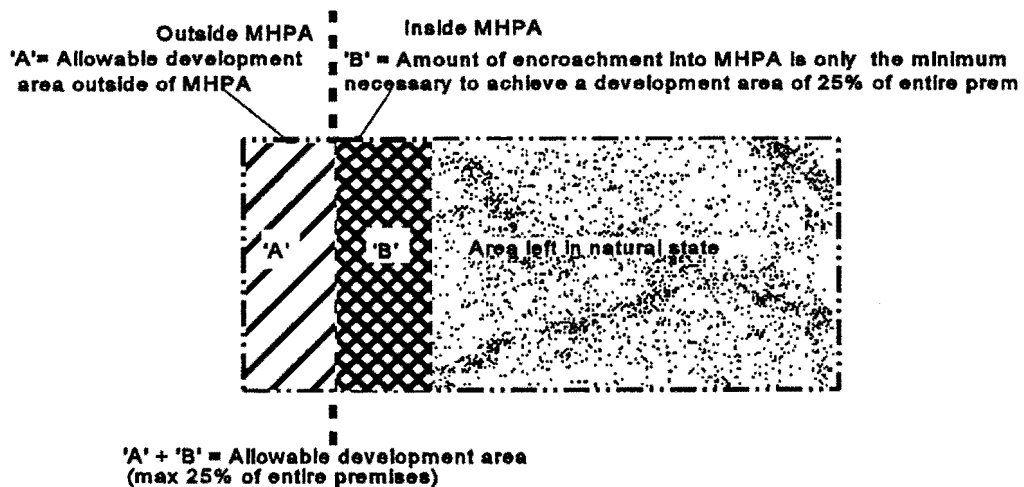 Outside MHPA
'A'= Allowable development
area outside of MHPA
Inside MHPA
'B' = Amount of encroachment into MHPA is only the minimum
necessary to achieve a development area of 25% of entire prem
'A'
'B'
Area left in natural state
'A' + 'B' = Allowable development area
(max 25% of entire premises)